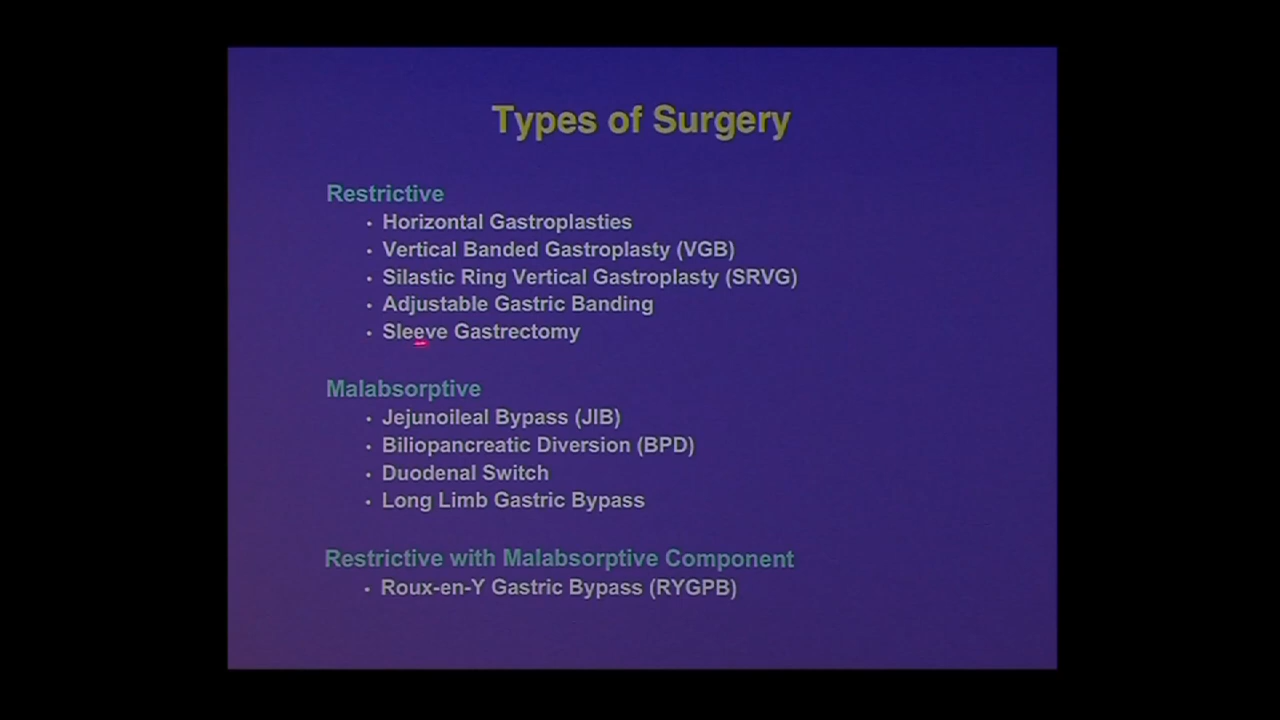 Types of Surgery
Restrictive
• Horizontal Gastroplasties
• Vertical Banded Gastroplasty (VGB)
• Silastic Ring Vertical Gastroplasty (SRVG)
• Adjustable Gastric Banding
• Sleeve Gastrectomy
Malabsorptive
• Jejunoileal Bypass (JIB)
• Biliopancreatic Diversion (BPD)
• Duodenal Switch
• Long Limb Gastric Bypass
Restrictive with Malabsorptive Component
• Roux-en-Y Gastric Bypass (RYGPB)